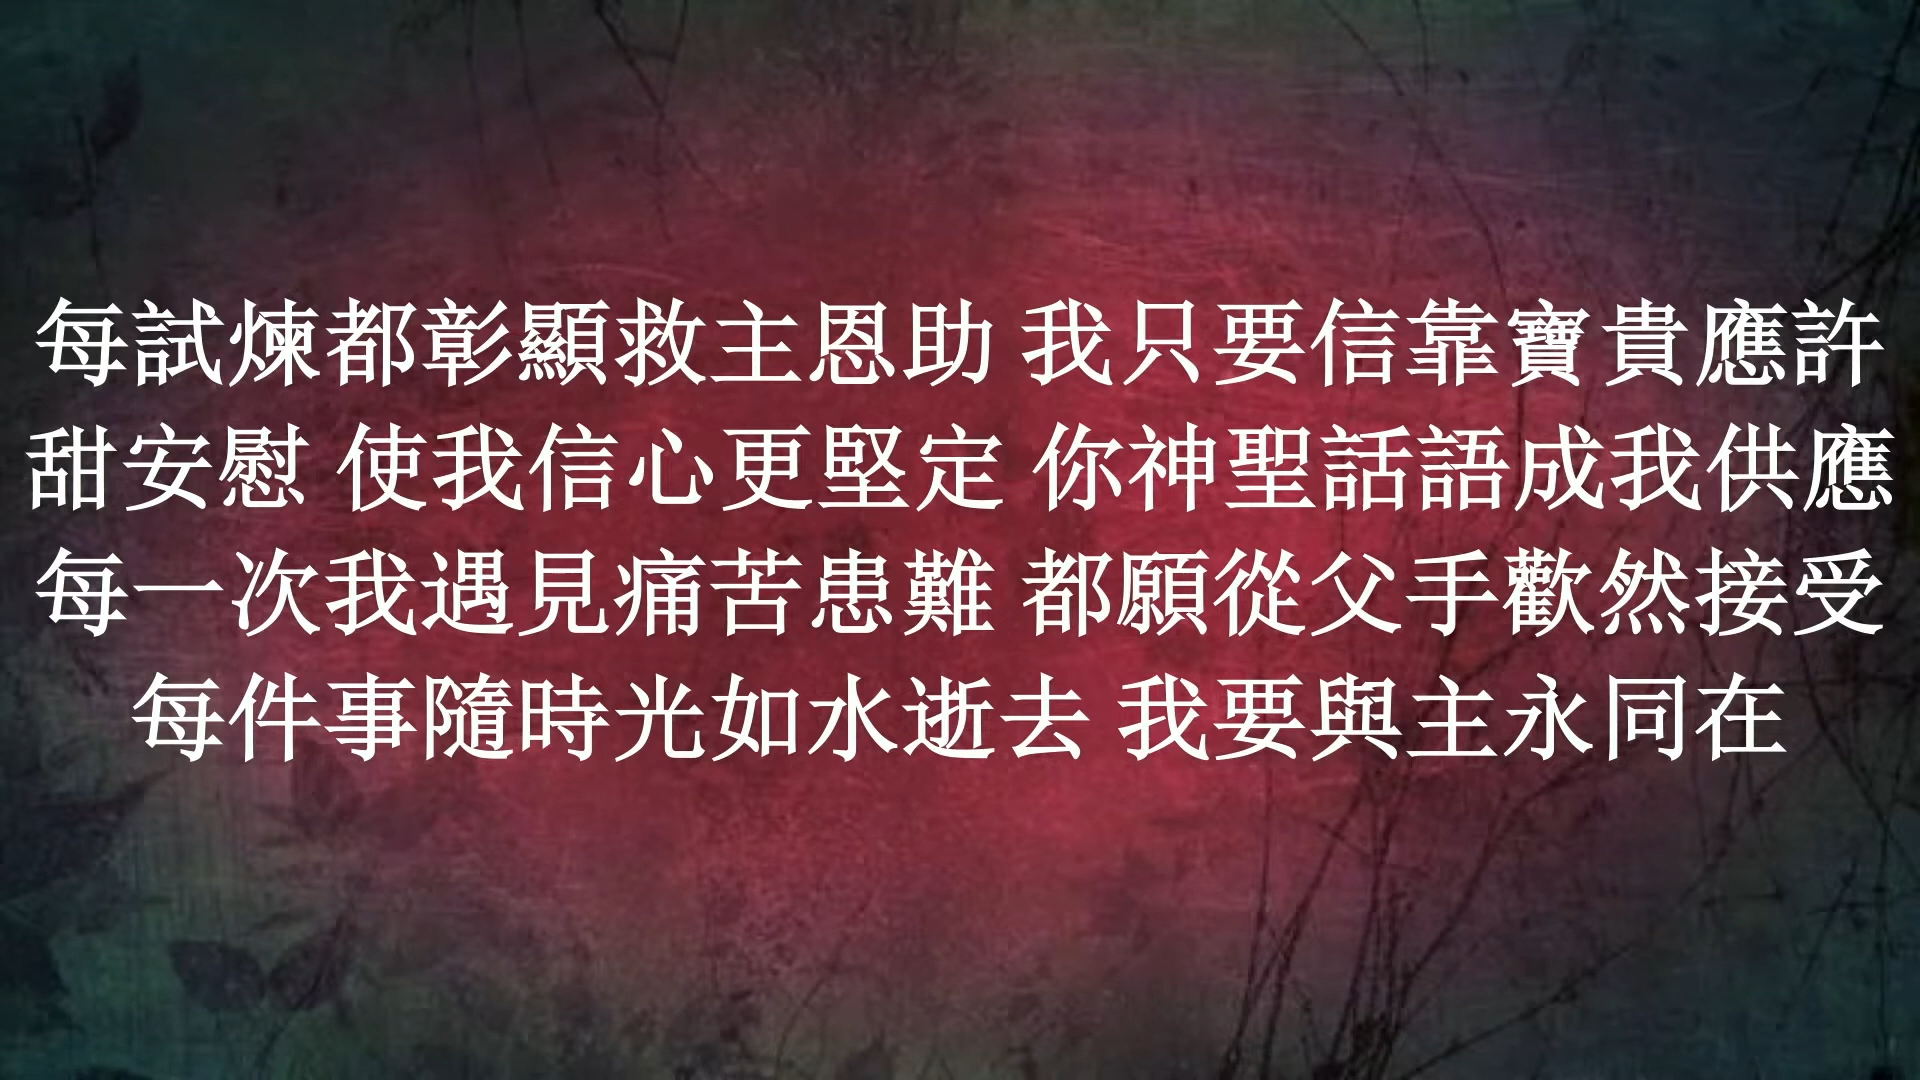 每試煉都彰顯救主恩助 我只要信靠寶貴應許
甜安慰 使我信心更堅定 你神聖話語成我供應
每一次我遇見痛苦患難 都願從父手歡然接受
每件事隨時光如水逝去 我要與主永同在